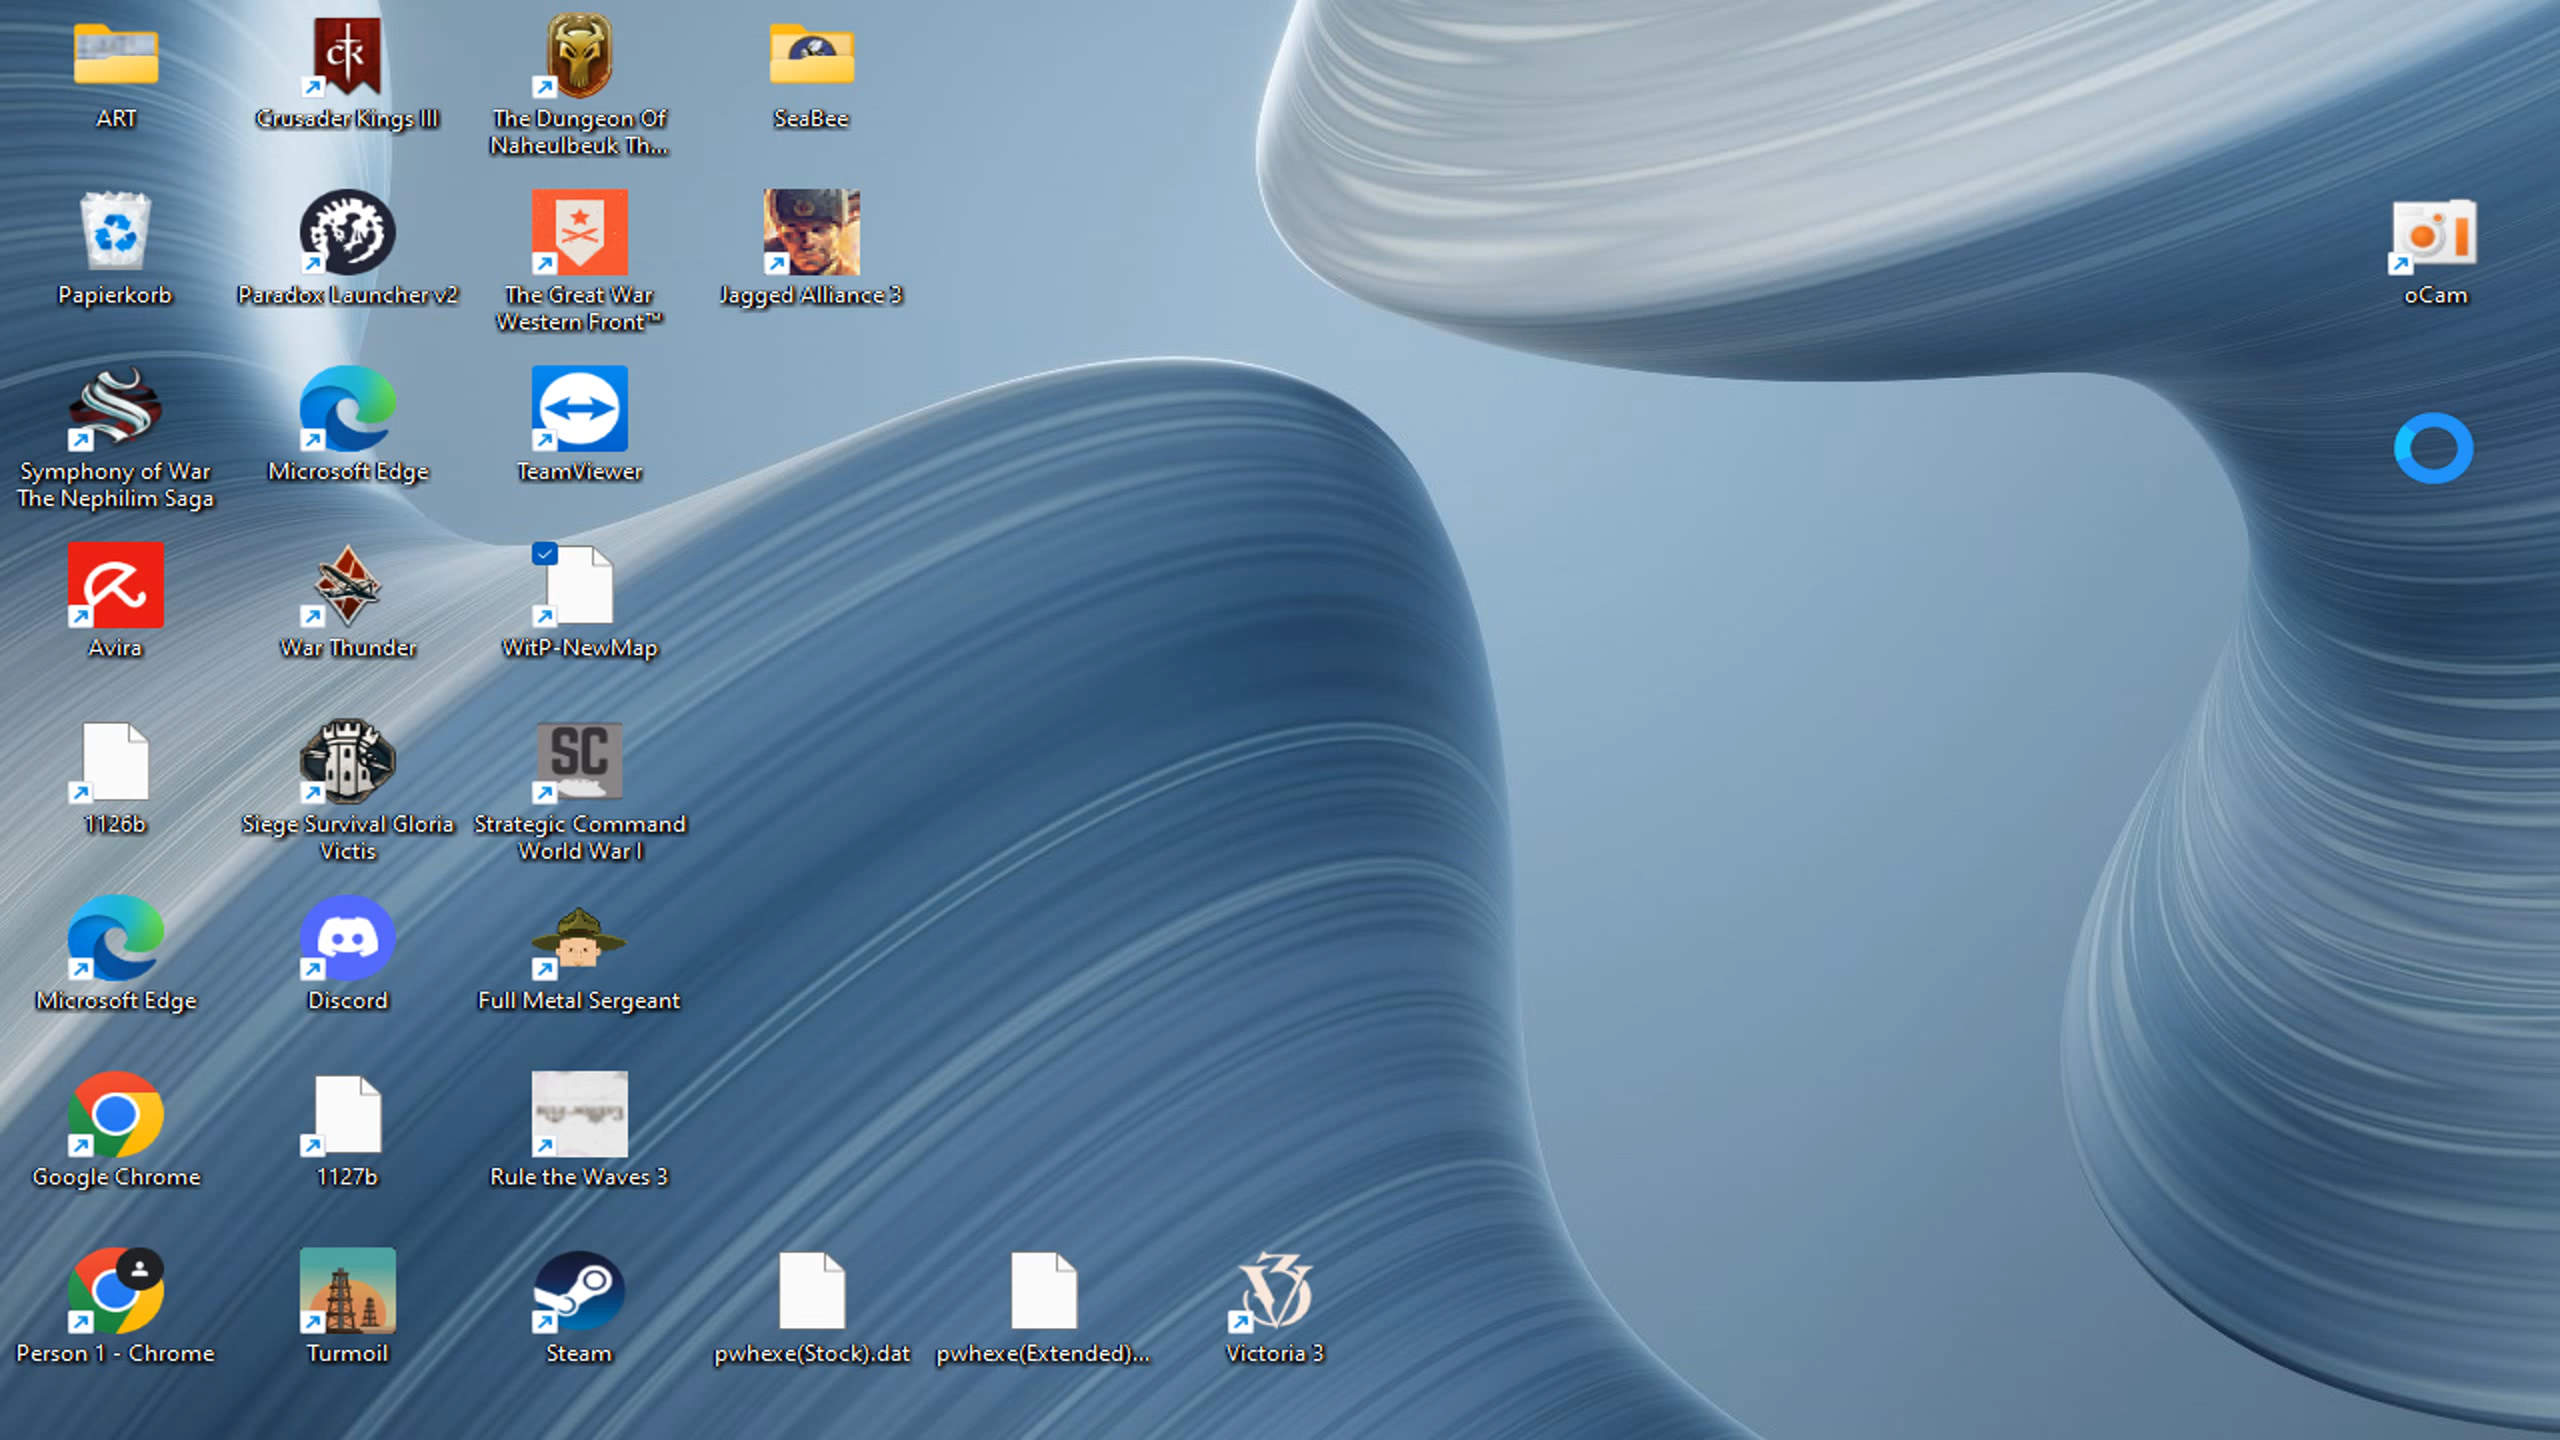 ART
Crusader Kings III
The Dungeon Of
Naheulbeuk Th...
SeaBee
Papierkorb
Paradox Launcher v2
The Great War
Western Front™
Jagged Alliance 3
oCam
Symphony of War
The Nephilim Saga
Microsoft Edge
TeamViewer
Avira
War Thunder
WitP-NewMap
1126b
Siege Survival Gloria
Victis
SC
Strategic Command
World War I
Microsoft Edge
Discord
Full Metal Sergeant
Google Chrome
1127b
Rule the Waves 3
Person 1 - Chrome
Turmoil
Steam
pwhexe(Stock).dat
pwhexe(Extended)...
Victoria 3